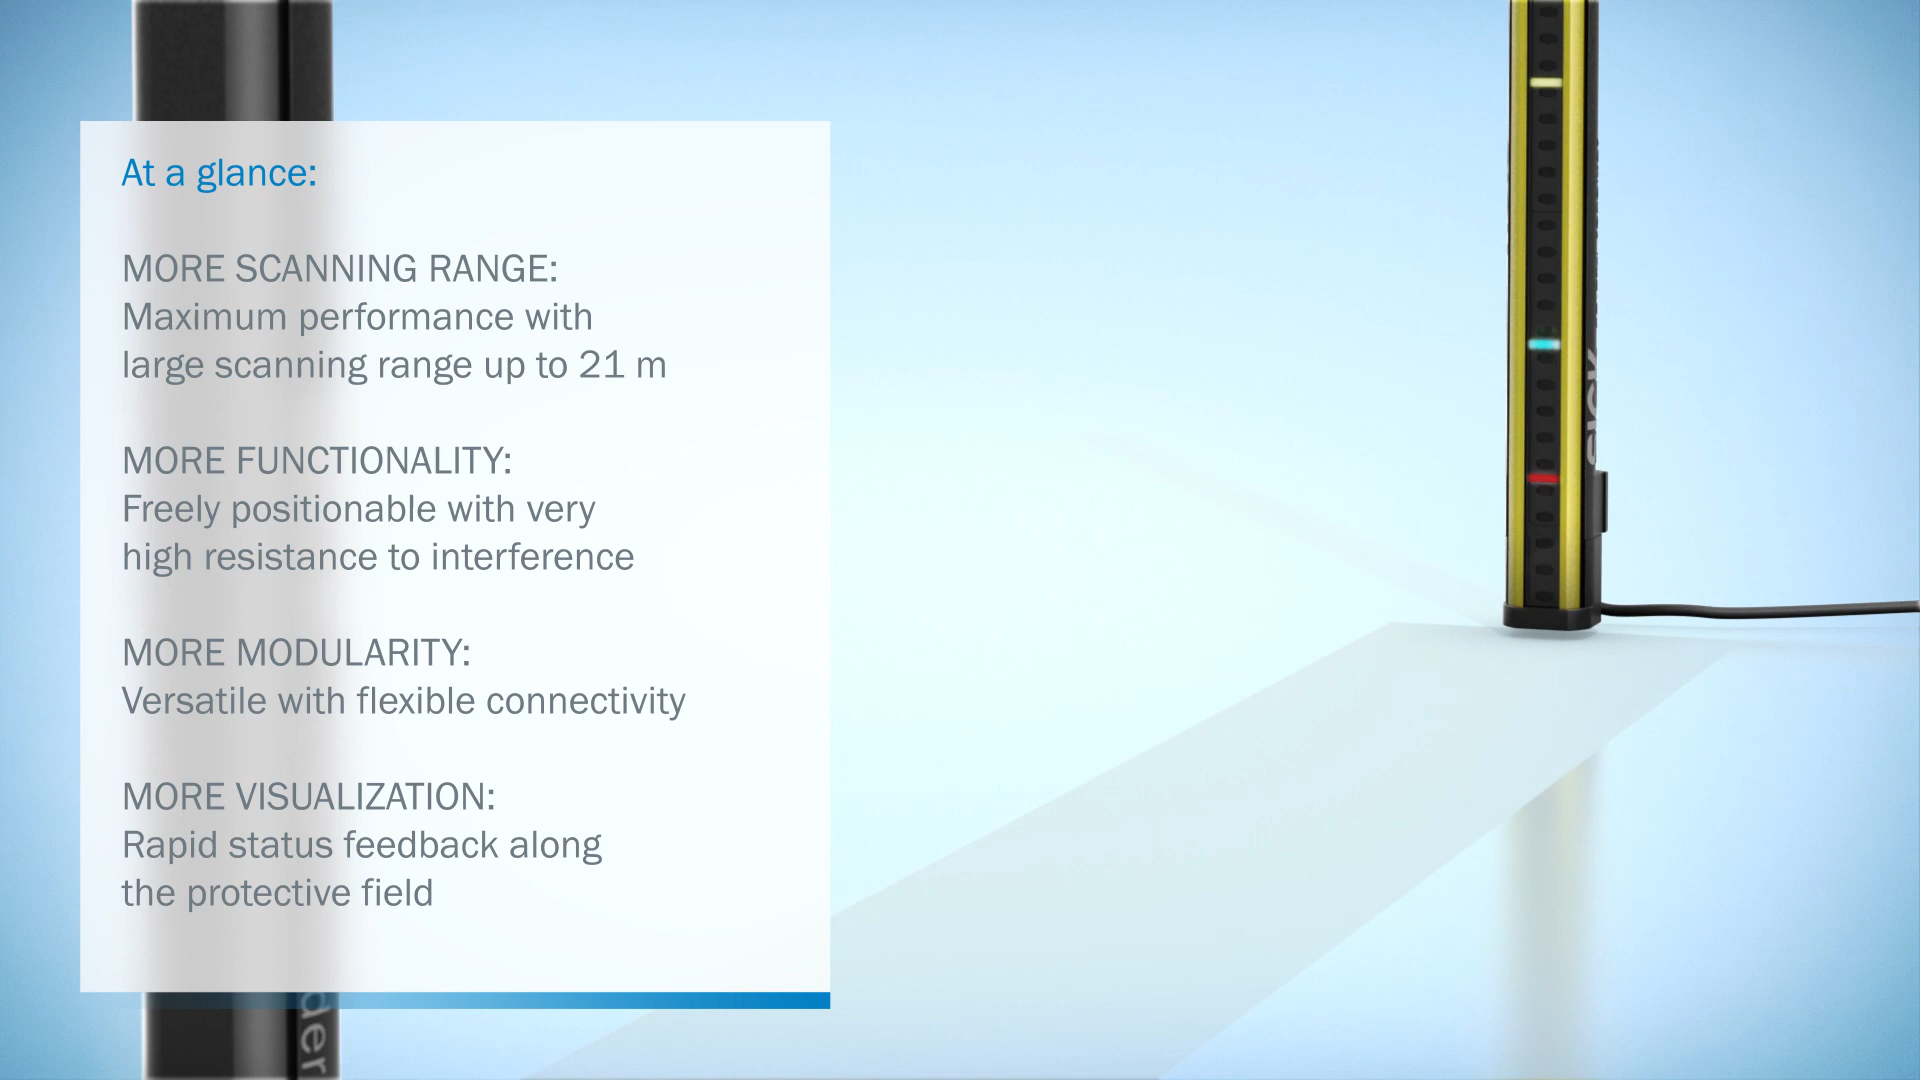 At a glance:
MORE SCANNING RANGE:
Maximum performance with
large scanning range up to 21 m
MORE FUNCTIONALITY:
Freely positionable with very
high resistance to interference
MORE MODULARITY:
Versatile with flexible connectivity
MORE VISUALIZATION:
Rapid status feedback along
the protective field
der
SICK